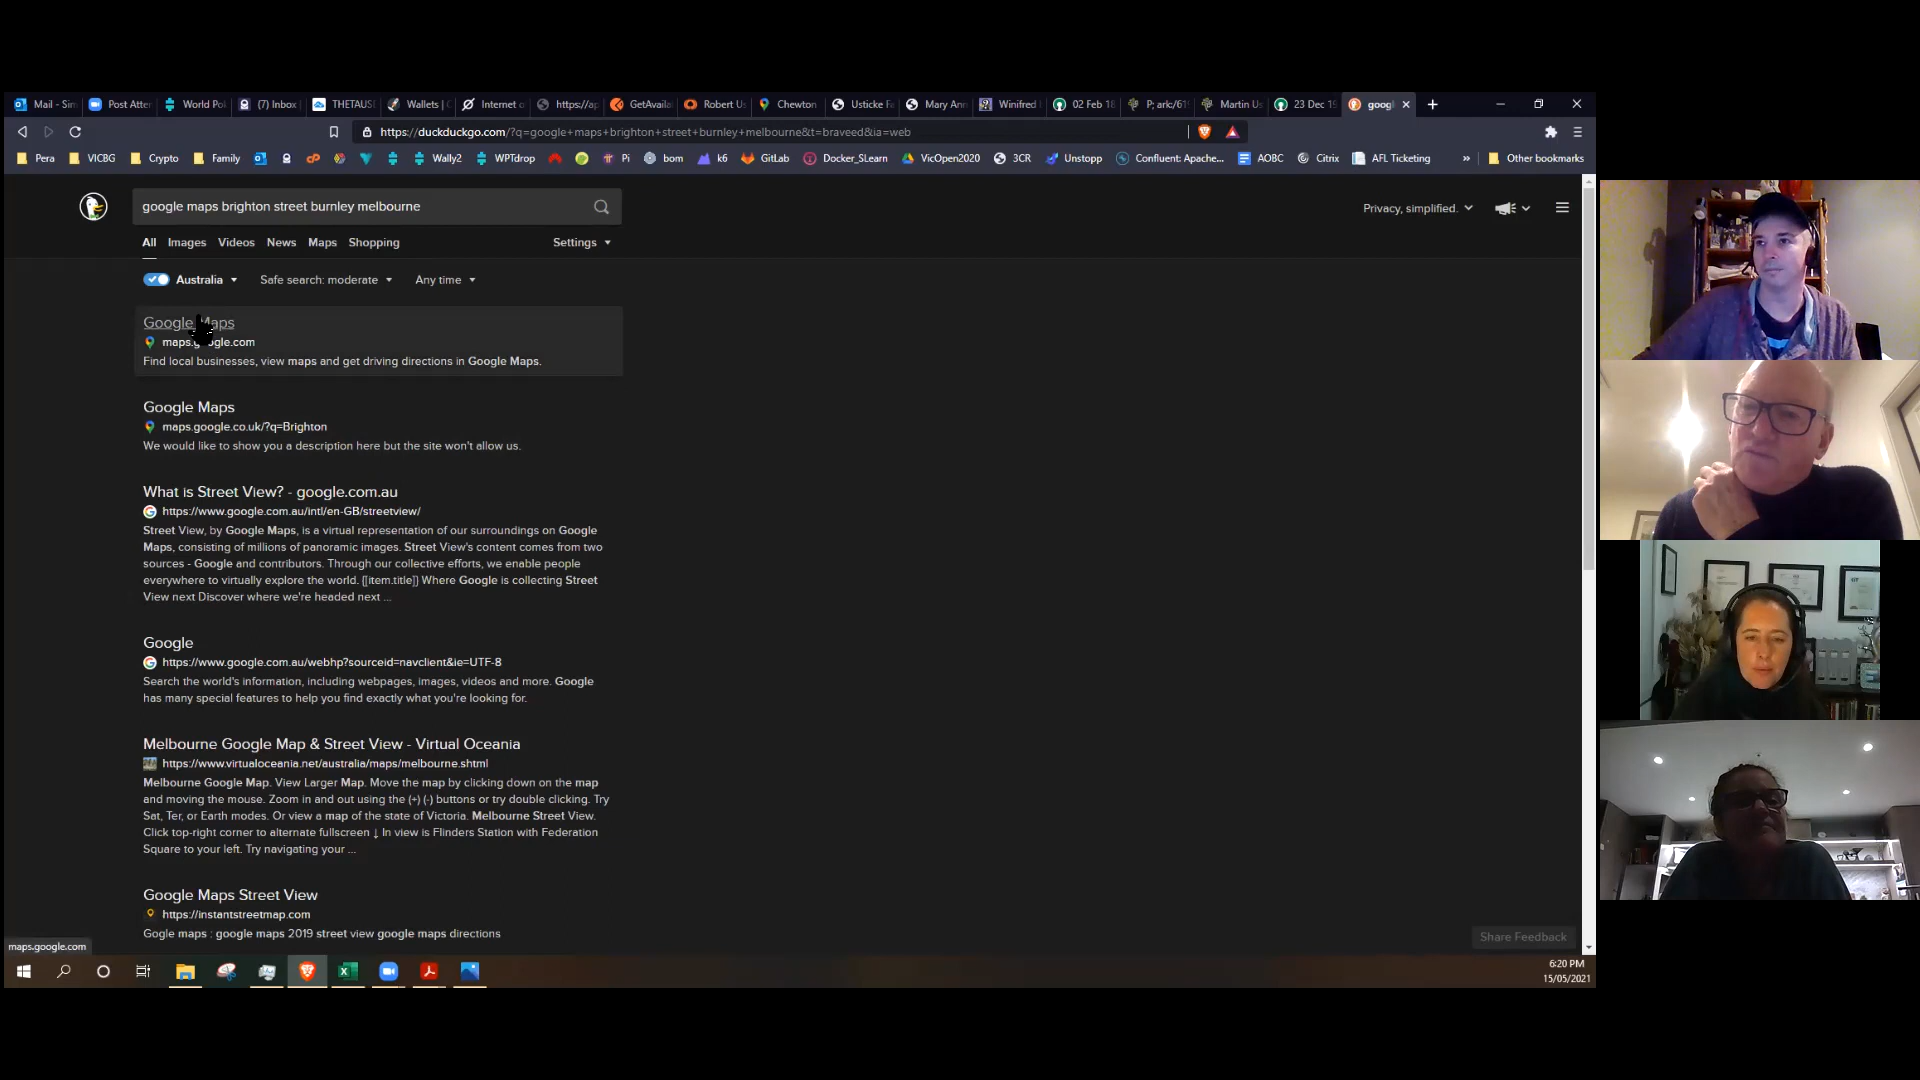 Mail - Sim
Post Atter
World Pok
(7) Inbox
THETAUS
Wallets | C
Internet o
https://ap
GetAvaila
Robert Us
Chewton
Usticke Fa
Mary Ann
Winifred
02 Feb 18
P; arc/61
Martin Us
23 Dec 19
goog
https://duckduckgo.com/?q=google+maps+brighton+street+burnley+melbourne&t=braveed&ia=web
Pera
VICBG
Crypto
Family
Wally2
WPTdrop
Pi
bom
k6
GitLab
Docker_SLearn
VicOpen2020
3CR
Unstopp
Confluent: Apache...
AOBC
Citrix
AFL Ticketing
»
Other bookmarks
google maps brighton street burnley melbourne
Privacy, simplified.
All Images Videos News Maps Shopping Settings
Australia Safe search: moderate Any time
Google Maps
maps.google.com
Find local businesses, view maps and get driving directions in Google Maps.
Google Maps
maps.google.co.uk/?q=Brighton
We would like to show you a description here but the site won't allow us.
What is Street View? - google.com.au
https://www.google.com.au/intl/en-GB/streetview/
Street View, by Google Maps, is a virtual representation of our surroundings on Google
Maps, consisting of millions of panoramic images. Street View's content comes from two
sources - Google and contributors. Through our collective efforts, we enable people
everywhere to virtually explore the world. {[item.title]} Where Google is collecting Street
View next Discover where we're headed next ...
Google
https://www.google.com.au/webhp?sourceid=navclient&ie=UTF-8
Search the world's information, including webpages, images, videos and more. Google
has many special features to help you find exactly what you're looking for.
Melbourne Google Map & Street View - Virtual Oceania
https://www.virtualoceania.net/australia/maps/melbourne.shtml
Melbourne Google Map. View Larger Map. Move the map by clicking down on the map
and moving the mouse. Zoom in and out using the (+) (-) buttons or try double clicking. Try
Sat, Ter, or Earth modes. Or view a map of the state of Victoria. Melbourne Street View.
Click top-right corner to alternate fullscreen ↓ In view is Flinders Station with Federation
Square to your left. Try navigating your ...
Google Maps Street View
https://instantstreetmap.com
Gogle maps : google maps 2019 street view google maps directions
Share Feedback
maps.google.com
6:20 PM
15/05/2021